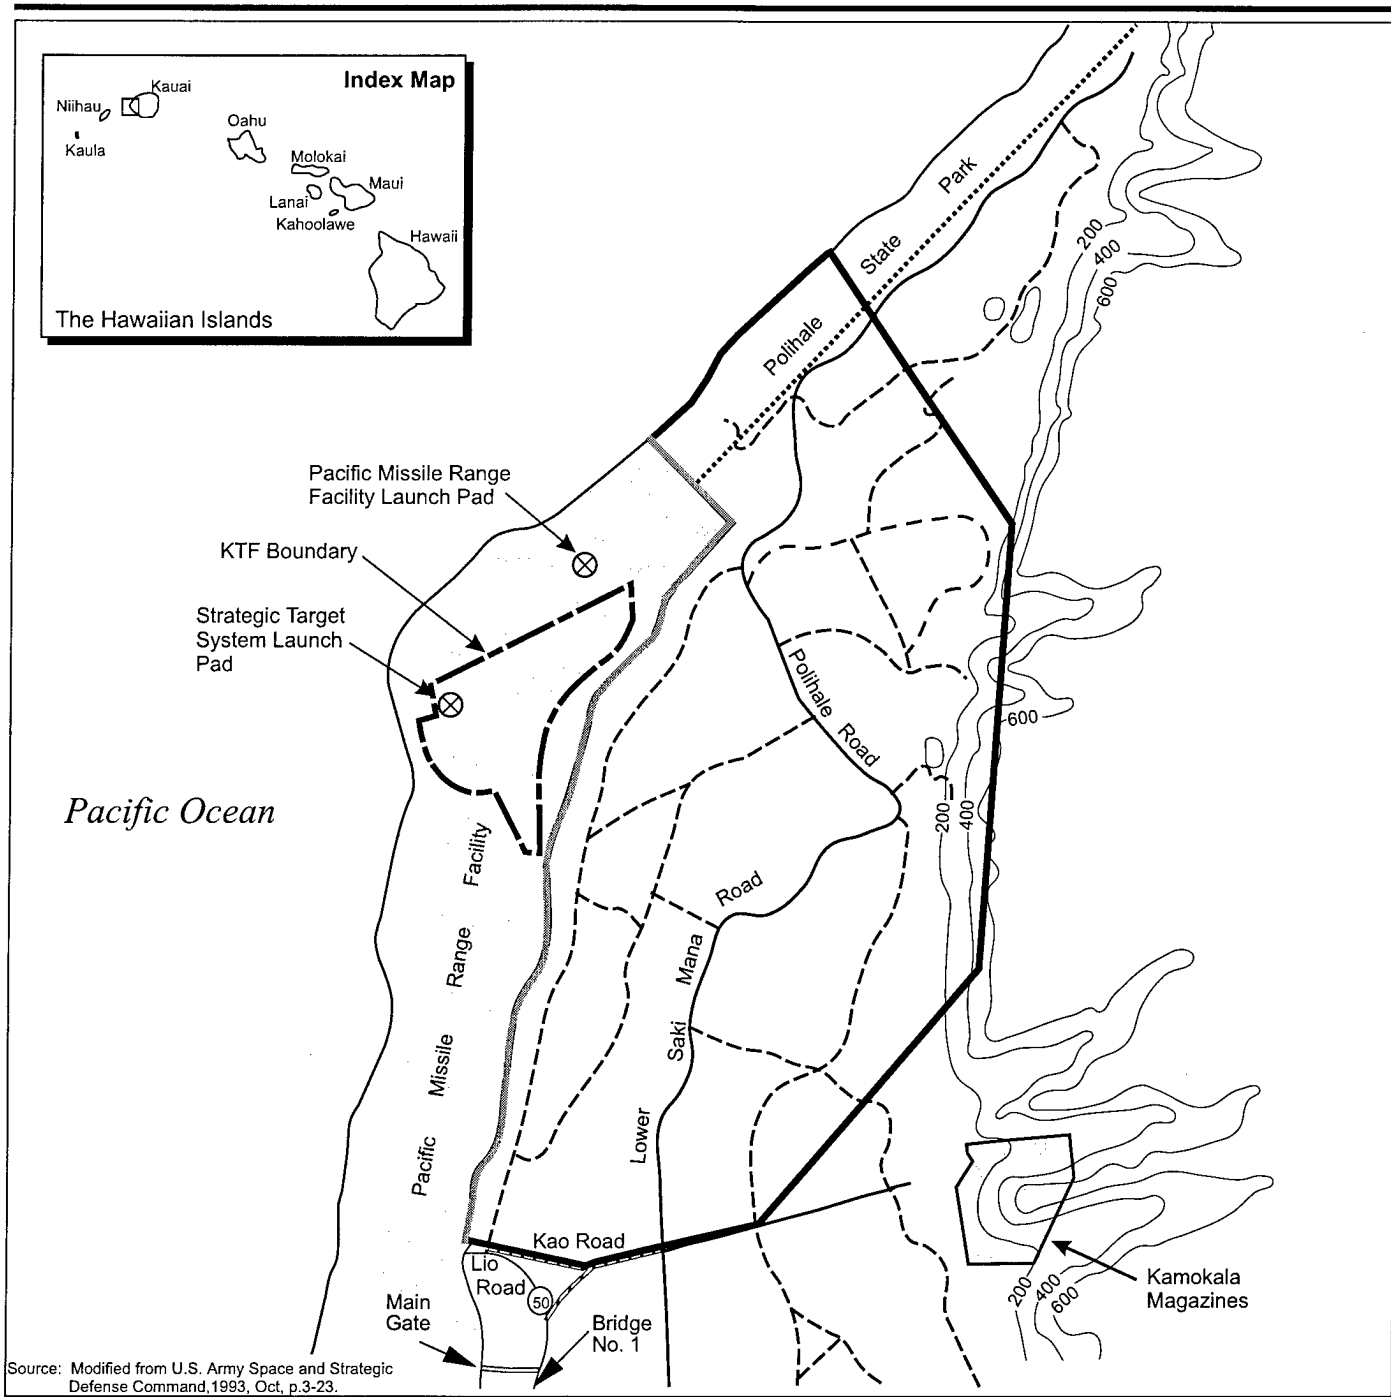 Index Map
Kauai
Niihau
Kaula
Oahu
Molokai
Maui
Lanai
Kahoolawe
Hawaii
The Hawaiian Islands
Polihale State Park
200
400
600
Pacific Missile Range
Facility Launch Pad
KTF Boundary
Strategic Target
System Launch
Pad
Polihale Road
600
200
400
Pacific Ocean
Pacific Missile Range Facility
Road
Lower Saki Mana
Kao Road
Lio
Road
50
Main
Gate
Bridge
No. 1
200
400
600
Kamokala
Magazines
Source: Modified from U.S. Army Space and Strategic
Defense Command,1993, Oct, p.3-23.